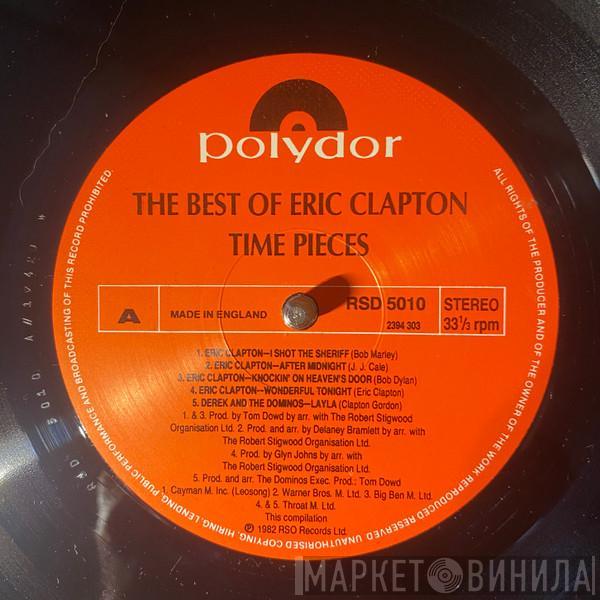 polydor
THE BEST OF ERIC CLAPTON
TIME PIECES
A
MADE IN ENGLAND
RSD 5010
2394 303
STEREO
33⅓ rpm
1. ERIC CLAPTON—I SHOT THE SHERIFF (Bob Marley)
2. ERIC CLAPTON—AFTER MIDNIGHT (J. J. Cale)
3. ERIC CLAPTON—KNOCKIN' ON HEAVEN'S DOOR (Bob Dylan)
4. ERIC CLAPTON—WONDERFUL TONIGHT (Eric Clapton)
5. DEREK AND THE DOMINOS—LAYLA (Clapton Gordon)
1. & 3. Prod. by Tom Dowd by arr. with The Robert Stigwood
Organisation Ltd. 2. Prod. and arr. by Delaney Bramlett by arr. with
The Robert Stigwood Organisation Ltd.
4. Prod. by Glyn Johns by arr. with
The Robert Stigwood Organisation Ltd.
5. Prod. and arr. The Dominos Exec. Prod.: Tom Dowd
1. Cayman M. Inc. (Leosong) 2. Warner Bros. M. Ltd. 3. Big Ben M. Ltd.
4. & 5. Throat M. Ltd.
This compilation
℗ 1982 RSO Records Ltd.
ALL RIGHTS OF THE PRODUCER AND OF THE OWNER OF THE WORK REPRODUCED RESERVED. UNAUTHORISED COPYING, HIRING, LENDING, PUBLIC PERFORMANCE AND BROADCASTING OF THIS RECORD PROHIBITED.
МАРКЕТ ВИНИЛА